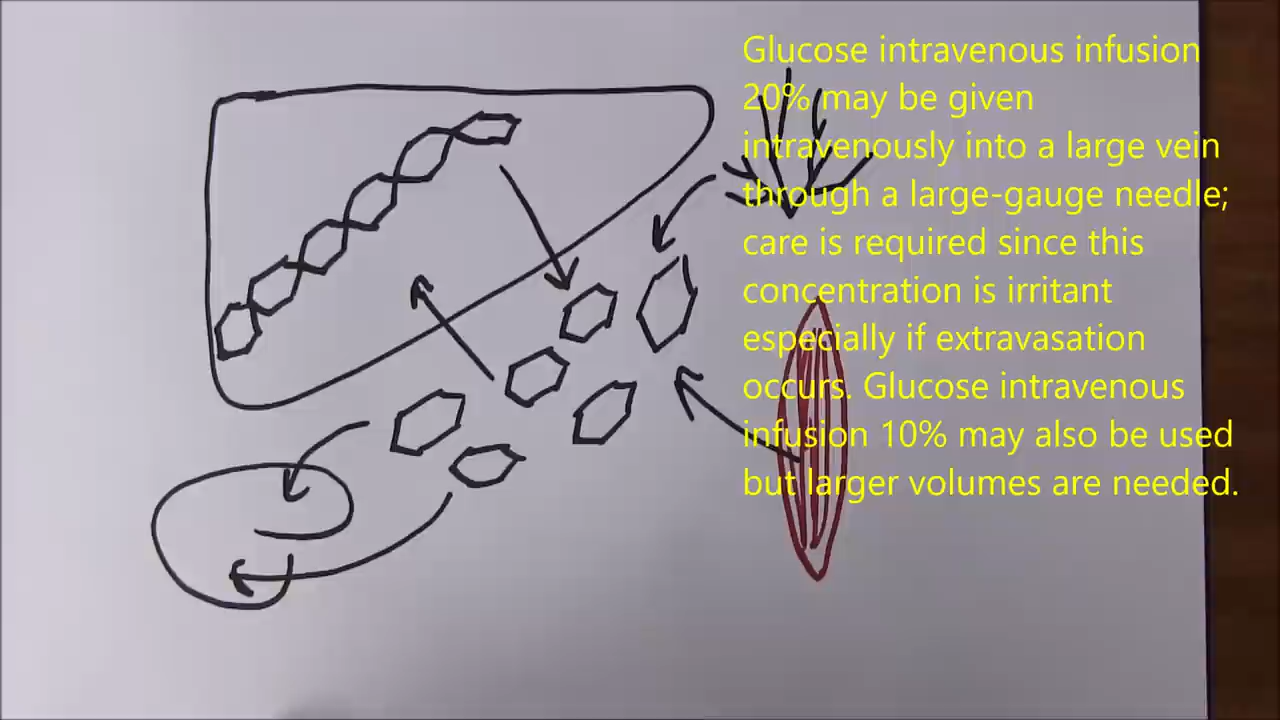 Glucose intravenous infusion
20% may be given
intravenously into a large vein
through a large-gauge needle;
care is required since this
concentration is irritant
especially if extravasation
occurs. Glucose intravenous
infusion 10% may also be used
but larger volumes are needed.